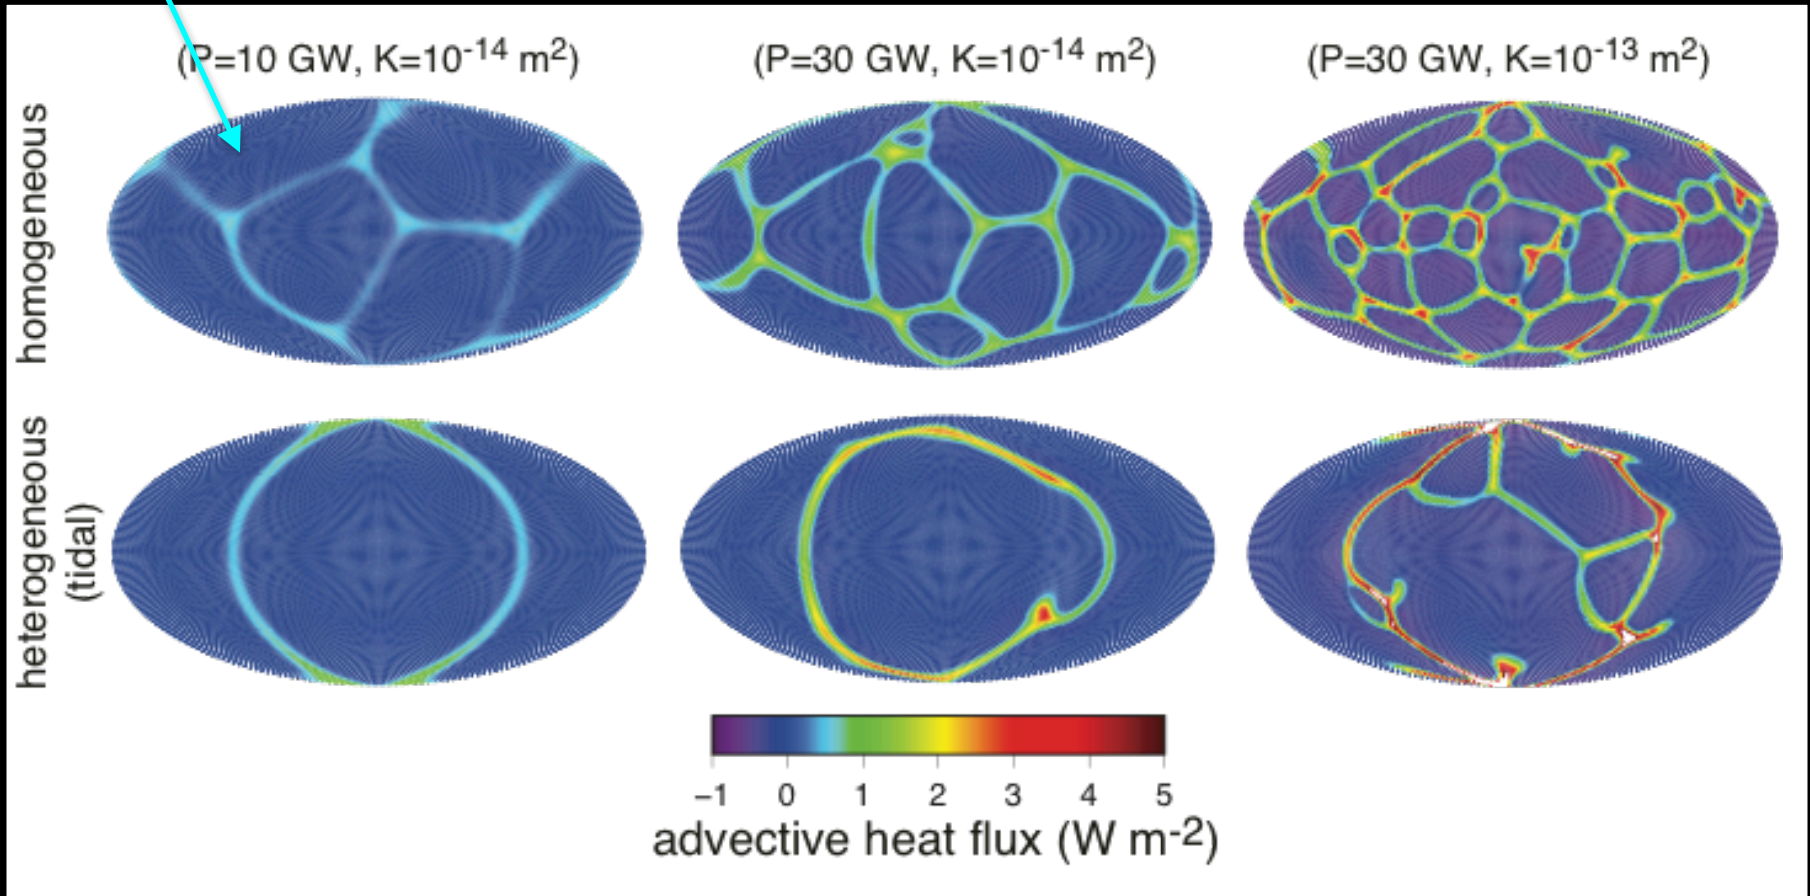 (P=10 GW, K=10⁻¹⁴ m²) (P=30 GW, K=10⁻¹⁴ m²) (P=30 GW, K=10⁻¹³ m²)
homogeneous
heterogeneous
(tidal)
−1 0 1 2 3 4 5
advective heat flux (W m⁻²)